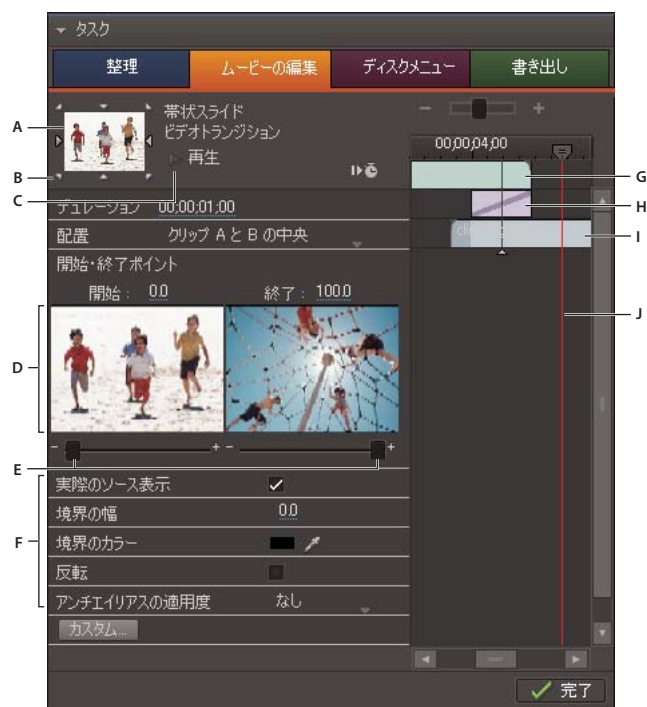 タスク
整理
ムービーの編集
ディスクメニュー
書き出し
A
帯状スライド
ビデオトランジション
B
再生
C
00;00;04;00
G
デュレーション 00;00;01;00
H
配置 クリップ A と B の中央
cli
I
開始・終了ポイント
開始 : 0.0 終了 : 100.0
J
D
E
実際のソース表示
境界の幅 0.0
F
境界のカラー
反転
アンチエイリアスの適用度 なし
カスタム...
完了